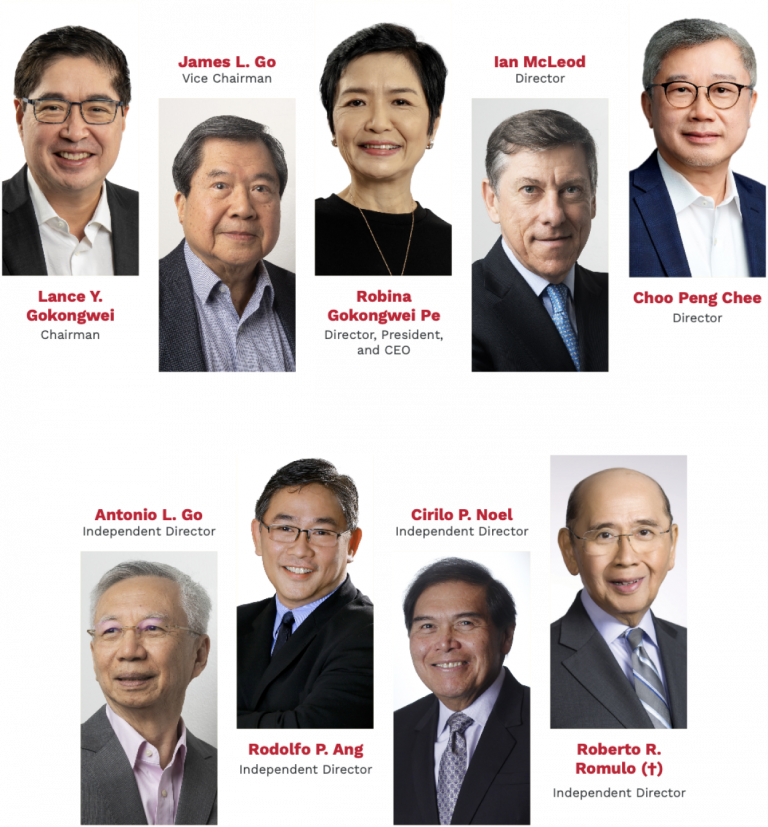 James L. Go
Vice Chairman
Ian McLeod
Director
Lance Y.
Gokongwei
Chairman
Robina
Gokongwei Pe
Director, President,
and CEO
Choo Peng Chee
Director
Antonio L. Go
Independent Director
Cirilo P. Noel
Independent Director
Rodolfo P. Ang
Independent Director
Roberto R.
Romulo (†)
Independent Director